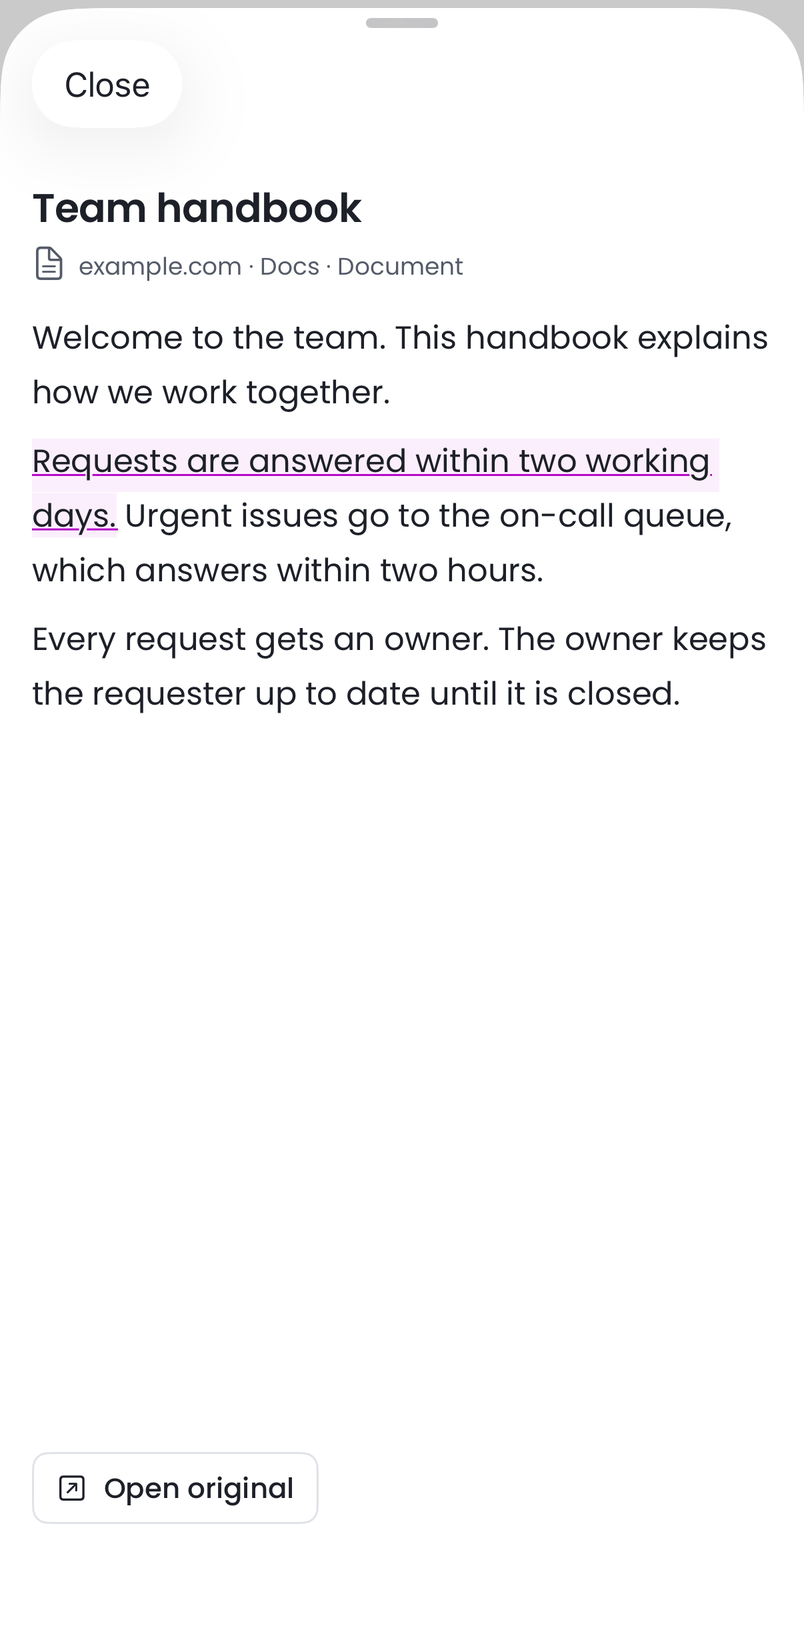 Close
Team handbook
example.com · Docs · Document
Welcome to the team. This handbook explains
how we work together.
Requests are answered within two working
days. Urgent issues go to the on-call queue,
which answers within two hours.
Every request gets an owner. The owner keeps
the requester up to date until it is closed.
Open original